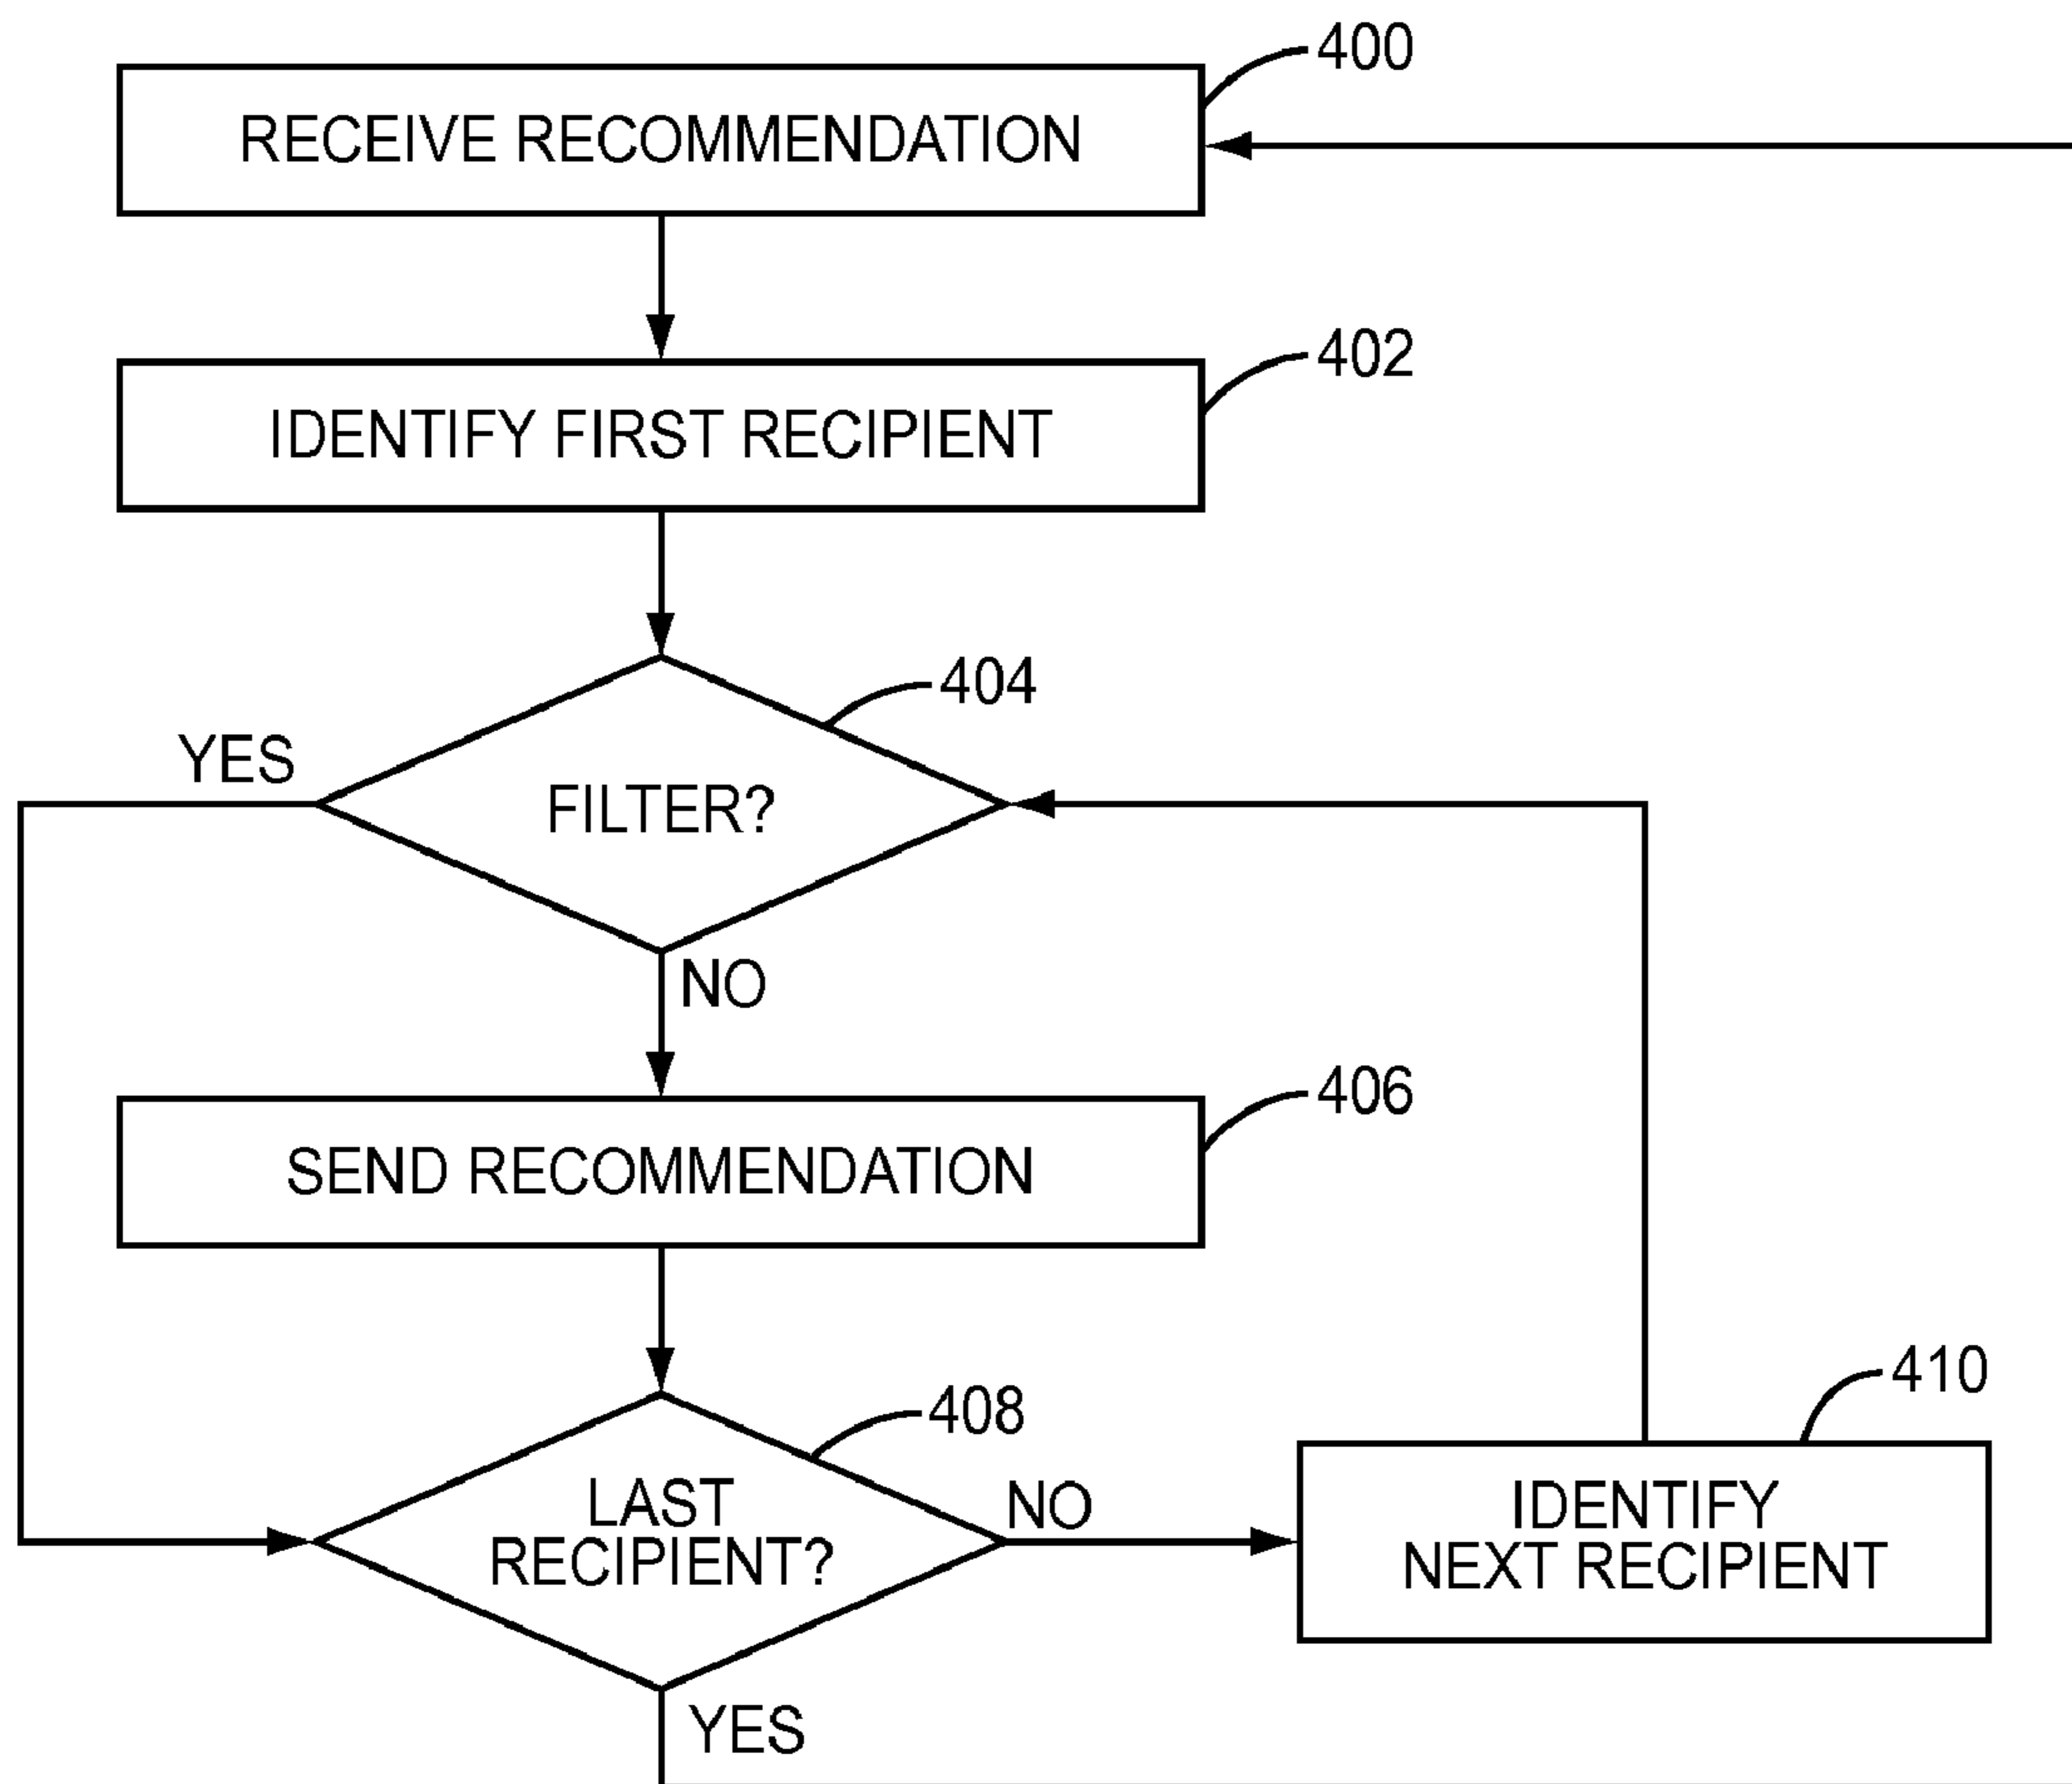 400
RECEIVE RECOMMENDATION
402
IDENTIFY FIRST RECIPIENT
404
YES
FILTER?
NO
406
SEND RECOMMENDATION
408
410
LAST
RECIPIENT?
NO
IDENTIFY
NEXT RECIPIENT
YES